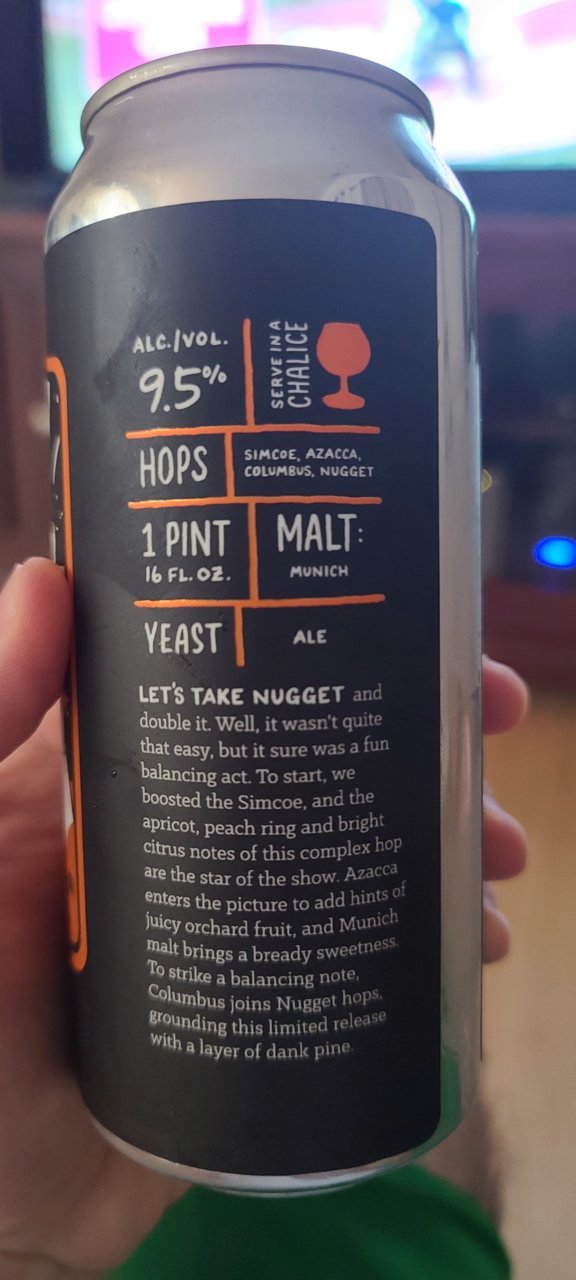 ALC./VOL.
9.5%
SERVE IN A
CHALICE
HOPS
SIMCOE, AZACCA,
COLUMBUS, NUGGET
1 PINT
16 FL. OZ.
MALT:
MUNICH
YEAST
ALE
LET'S TAKE NUGGET and
double it. Well, it wasn't quite
that easy, but it sure was a fun
balancing act. To start, we
boosted the Simcoe, and the
apricot, peach ring and bright
citrus notes of this complex hop
are the star of the show. Azacca
enters the picture to add hints of
juicy orchard fruit, and Munich
malt brings a bready sweetness.
To strike a balancing note,
Columbus joins Nugget hops,
grounding this limited release
with a layer of dank pine.